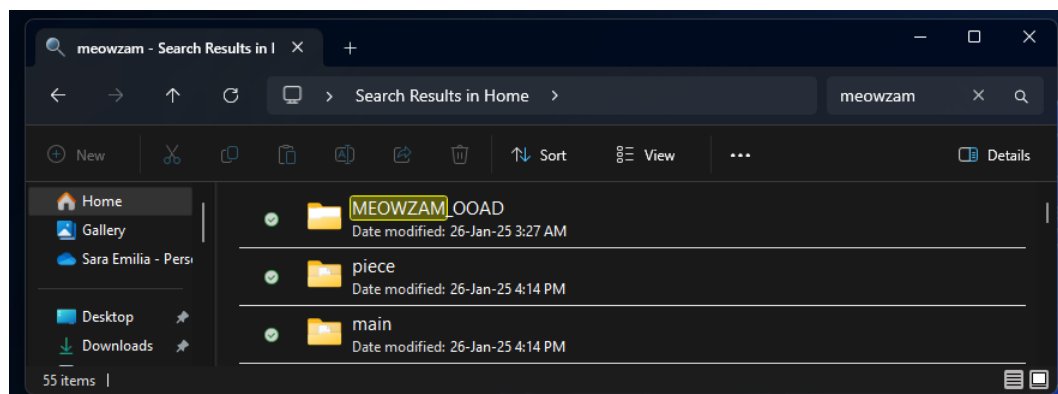 meowzam - Search Results in
Search Results in Home
meowzam
New
Sort
View
Details
Home
Gallery
Sara Emilia - Pers
Desktop
Downloads
MEOWZAM_OOAD
Date modified: 26-Jan-25 3:27 AM
piece
Date modified: 26-Jan-25 4:14 PM
main
Date modified: 26-Jan-25 4:14 PM
55 items